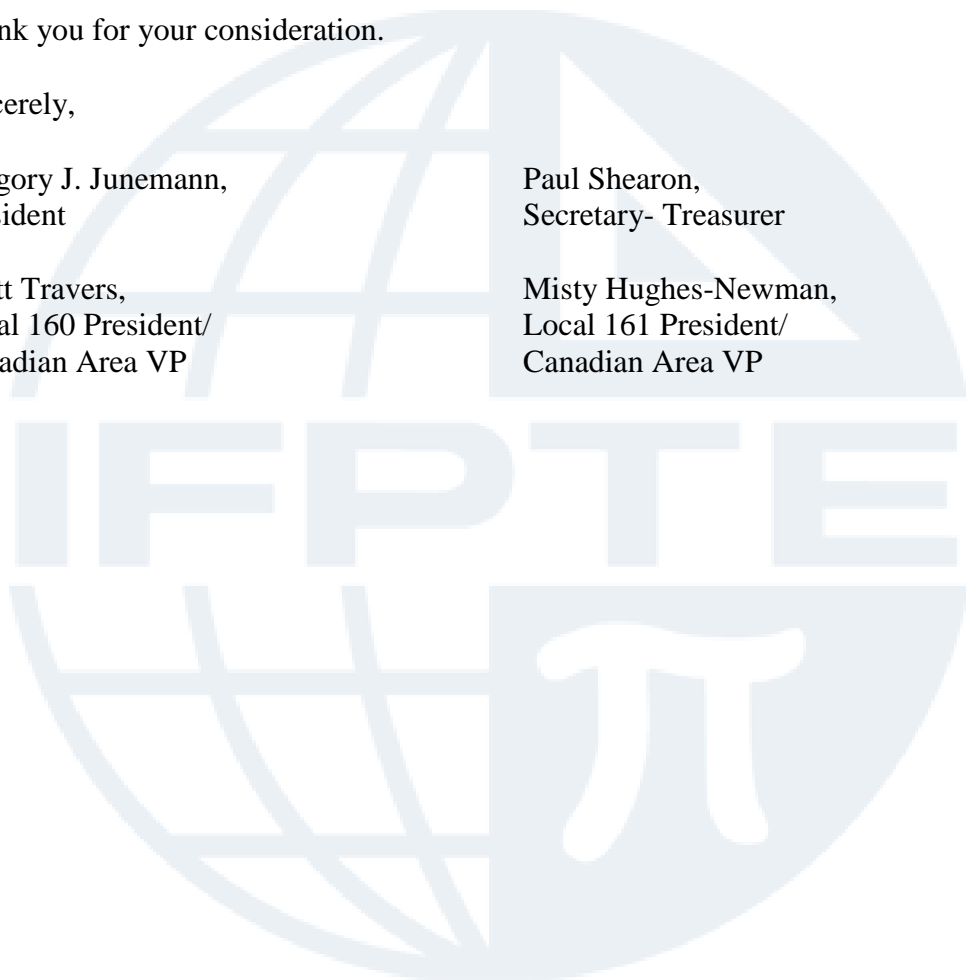 nk you for your consideration.
cerely,
gory J. Junemann,
ident
Paul Shearon,
Secretary- Treasurer
tt Travers,
al 160 President/
adian Area VP
Misty Hughes-Newman,
Local 161 President/
Canadian Area VP
IFPTE
π